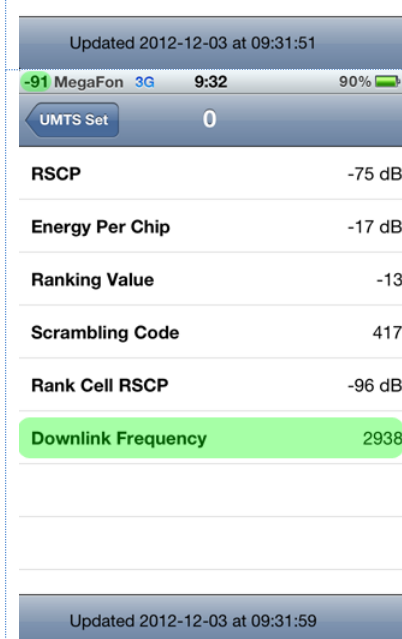 Updated 2012-12-03 at 09:31:51
-91 MegaFon 3G 9:32 90%
UMTS Set 0
RSCP -75 dB
Energy Per Chip -17 dB
Ranking Value -13
Scrambling Code 417
Rank Cell RSCP -96 dB
Downlink Frequency 2938
Updated 2012-12-03 at 09:31:59